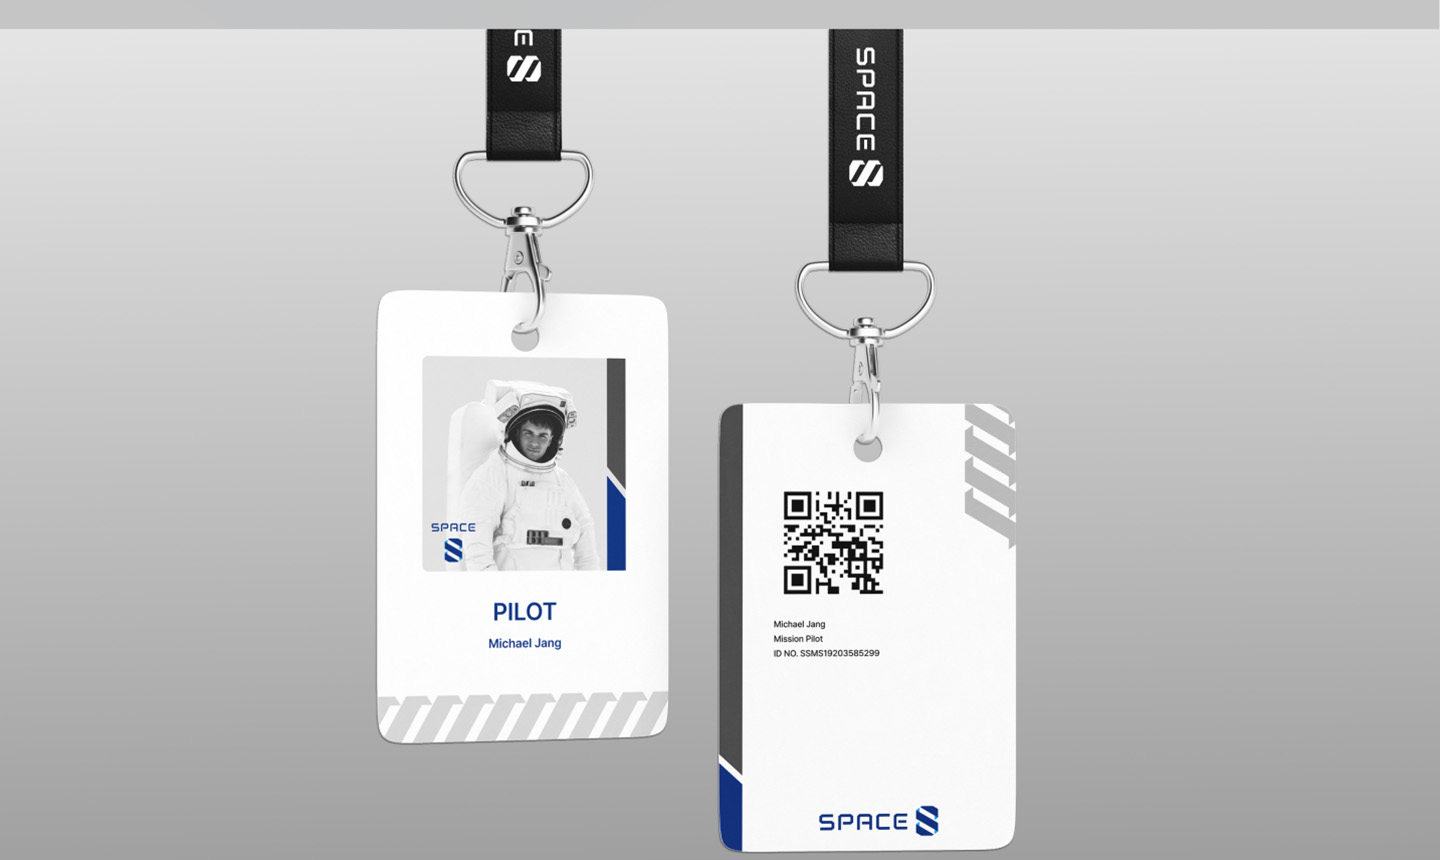 E
SPACE
SPACE
PILOT
Michael Jang
Michael Jang
Mission Pilot
ID NO. SSMS19203585299
SPACE